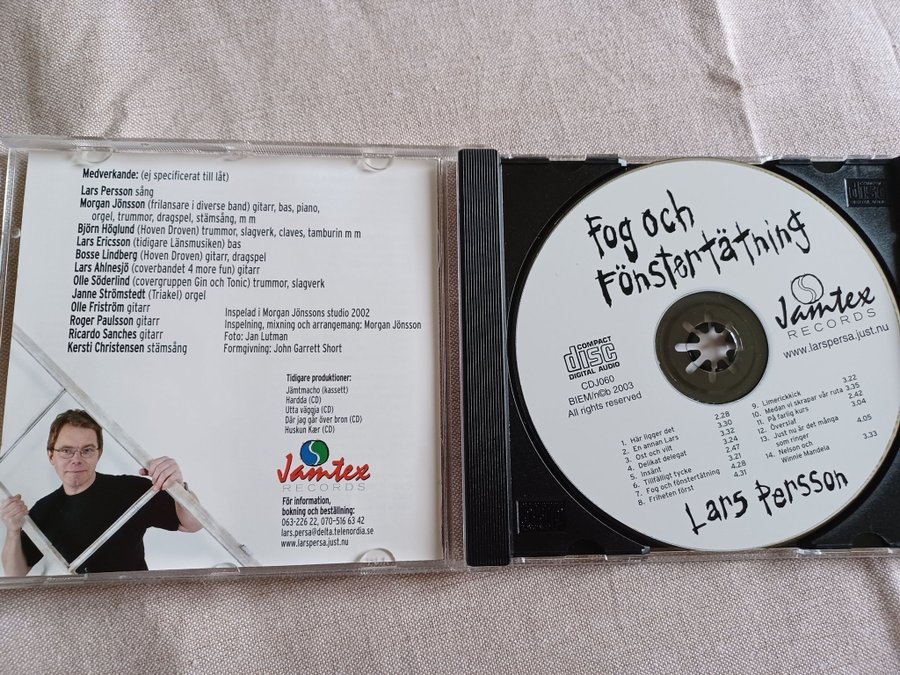 Medverkande: (ej specificerat till låt)
Lars Persson sång
Morgan Jönsson (frilansare i diverse band) gitarr, bas, piano,
orgel, trummor, dragspel, stämsång, m m
Björn Höglund (Hoven Droven) trummor, slagverk, claves, tamburin m m
Lars Ericsson (tidigare Länsmusiken) bas
Bosse Lindberg (Hoven Droven) gitarr, dragspel
Lars Ahlnesjö (coverbandet 4 more fun) gitarr
Olle Söderlind (covergruppen Gin och Tonic) trummor, slagverk
Janne Strömstedt (Triakel) orgel
Olle Friström gitarr
Roger Paulsson gitarr
Ricardo Sanches gitarr
Kersti Christensen stämsång
Inspelad i Morgan Jönssons studio 2002
Inspelning, mixning och arrangemang: Morgan Jönsson
Foto: Jan Lutman
Formgivning: John Garrett Short
Tidigare produktioner:
Jämtmacho (kassett)
Hardda (CD)
Utta väggja (CD)
Där jag går över bron (CD)
Huskun Kær (CD)
Jamtex
RECORDS
För information,
bokning och beställning:
063-226 22, 070-516 63 42
lars.persa@delta.telenordia.se
www.larspersa.just.nu
Fog och
Fönstertätning
Jamtex
RECORDS
www.larspersa.just.nu
COMPACT
disc
DIGITAL AUDIO
CDJ060
BIEM/n©b 2003
All rights reserved
1. Här ligger det 2.28
2. En annan Lars 3.30
3. Ost och vilt 3.32
4. Delikat delegat 3.24
5. Insånt 2.47
6. Tillfälligt tycke 3.21
7. Fog och fönstertätning 4.28
8. Friheten först 4.31
9. Limerickkick 3.22
10. Medan vi skrapar vår ruta 3.35
11. På farlig kurs 2.42
12. Överslaf 3.04
13. Just nu är det många
som ringer 4.05
14. Nelson och
Winnie Mandela 3.33
Lars Persson